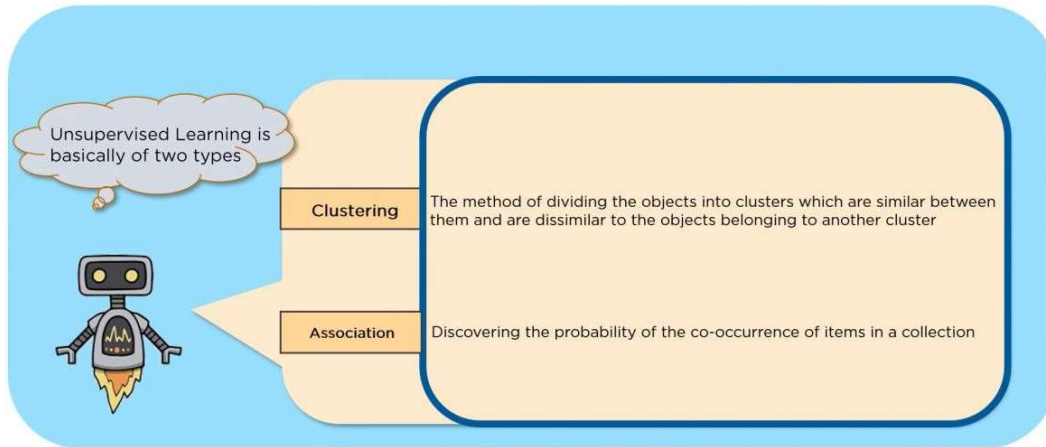 Unsupervised Learning is
basically of two types
Clustering
The method of dividing the objects into clusters which are similar between
them and are dissimilar to the objects belonging to another cluster
Association
Discovering the probability of the co-occurrence of items in a collection